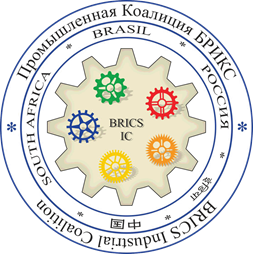 Промышленная Коалиция БРИКС
BRASIL
РОССИЯ
中国
SOUTH AFRICA
BRICS
IC
BRICS Industrial Coalition